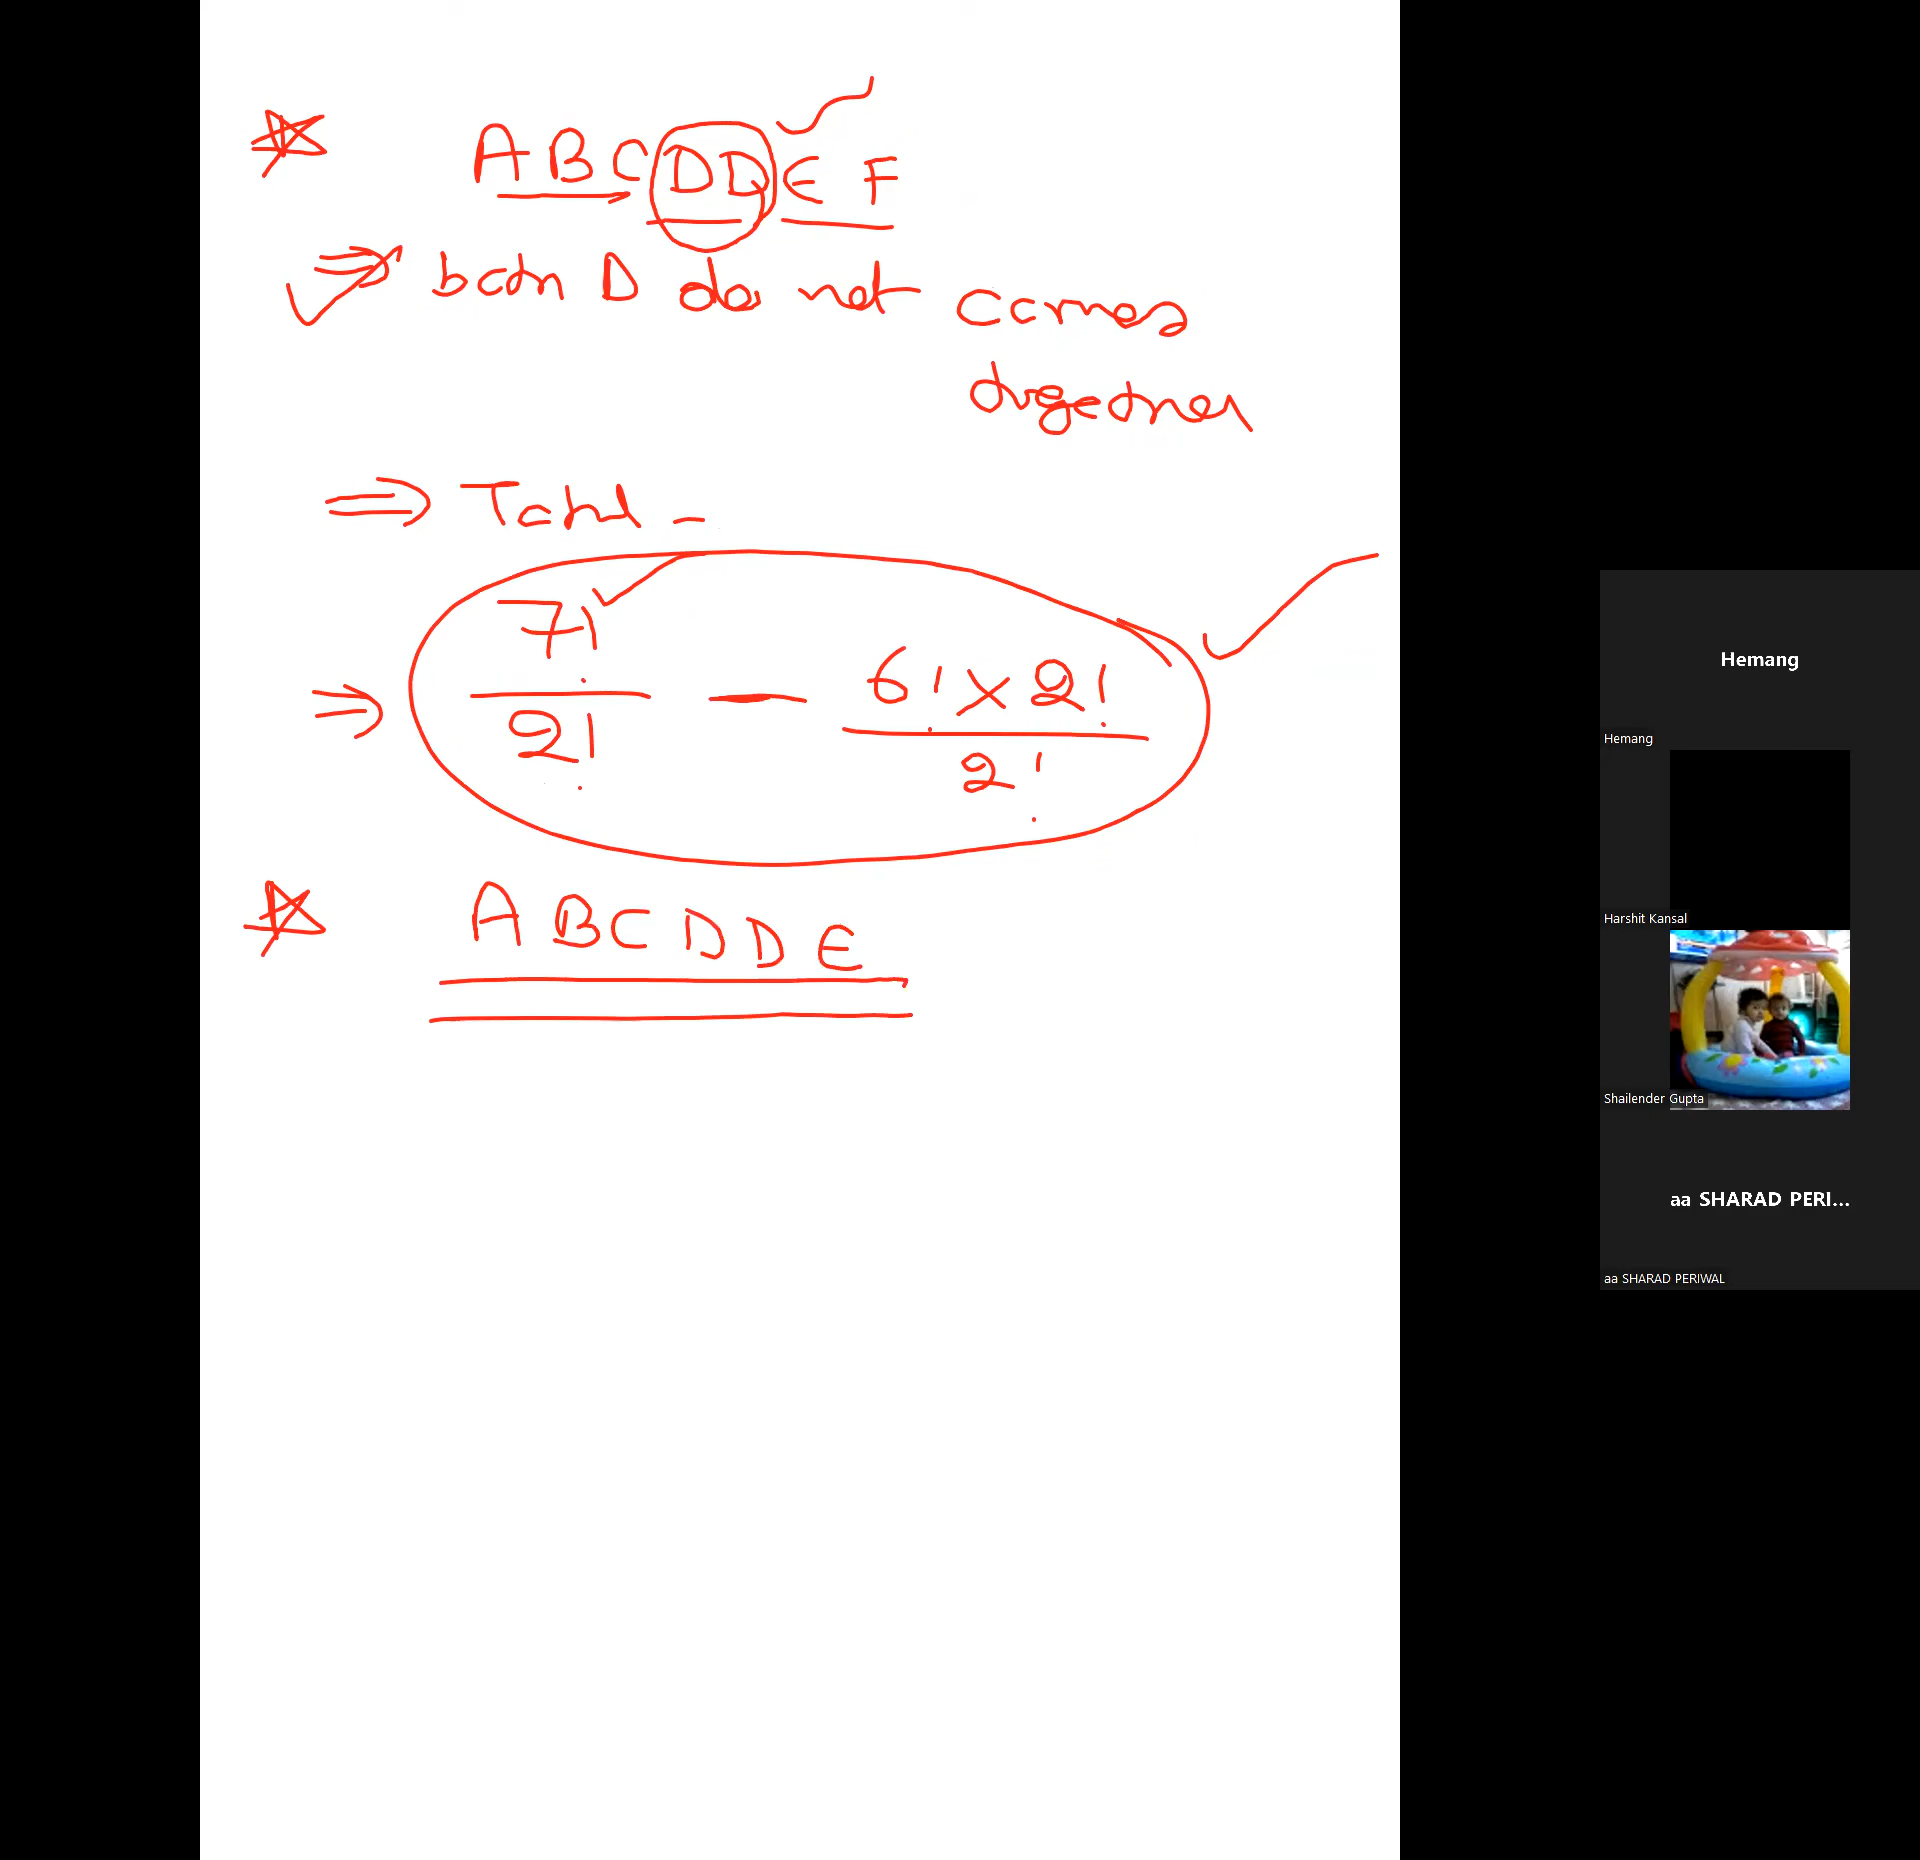 ABCDDEF
⇒ both D do not comes
together
⇒ Total -
⇒ 7!/2! - 6! × 2!/2!
ABCDDE
Hemang
Hemang
Harshit Kansal
Shailender Gupta
aa SHARAD PERI...
aa SHARAD PERIWAL